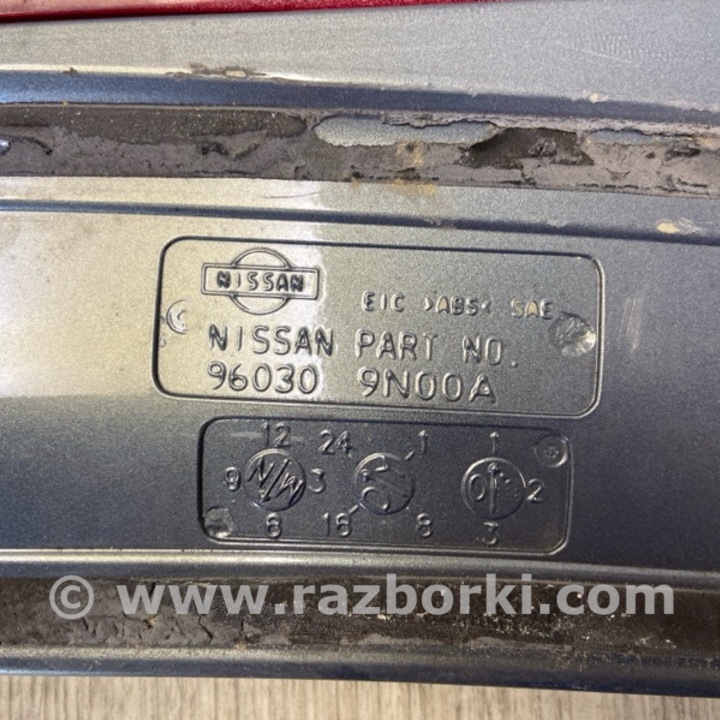 NISSAN
EIC >ABS< SAE
NISSAN PART NO.
96030 9N00A
12 24 1 1
9 3 2
6 18 8 3
© www.razborki.com